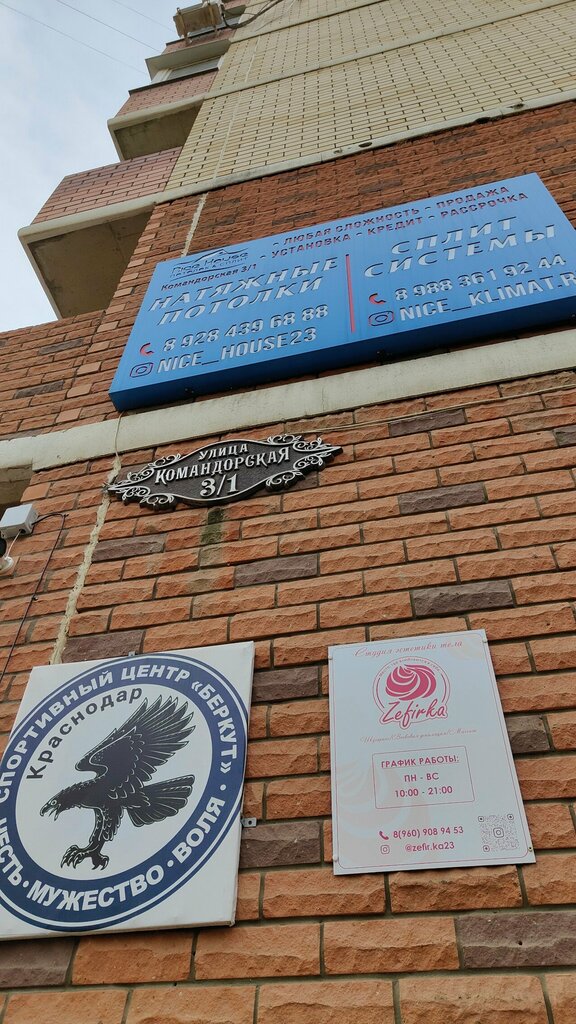 Nice House
Командорская 3/1
- ЛЮБАЯ СЛОЖНОСТЬ - ПРОДАЖА
- УСТАНОВКА - КРЕДИТ - РАССРОЧКА
НАТЯЖНЫЕ
ПОТОЛКИ
8 928 439 68 88
NICE_HOUSE23
СПЛИТ
СИСТЕМЫ
8 988 361 92 44
NICE_KLIMAT.R
УЛИЦА
КОМАНДОРСКАЯ
3/1
СПОРТИВНЫЙ ЦЕНТР «БЕРКУТ»
Краснодар
ЧЕСТЬ · МУЖЕСТВО · ВОЛЯ
Студия эстетики тела
Zefirka
ГРАФИК РАБОТЫ:
ПН - ВС
10:00 - 21:00
8(960) 908 94 53
@zefir.ka23